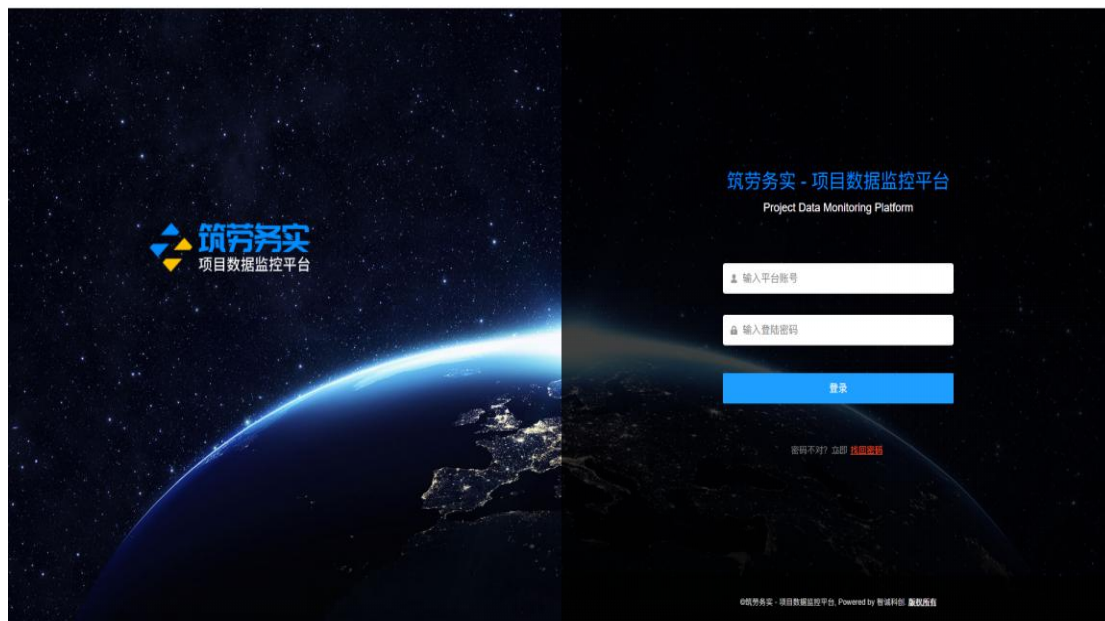 筑劳务实
项目数据监控平台
筑劳务实 - 项目数据监控平台
Project Data Monitoring Platform
输入平台账号
输入登陆密码
登录
密码不对？立即 找回密码
©筑劳务实 - 项目数据监控平台, Powered by 智诚科创. 版权所有